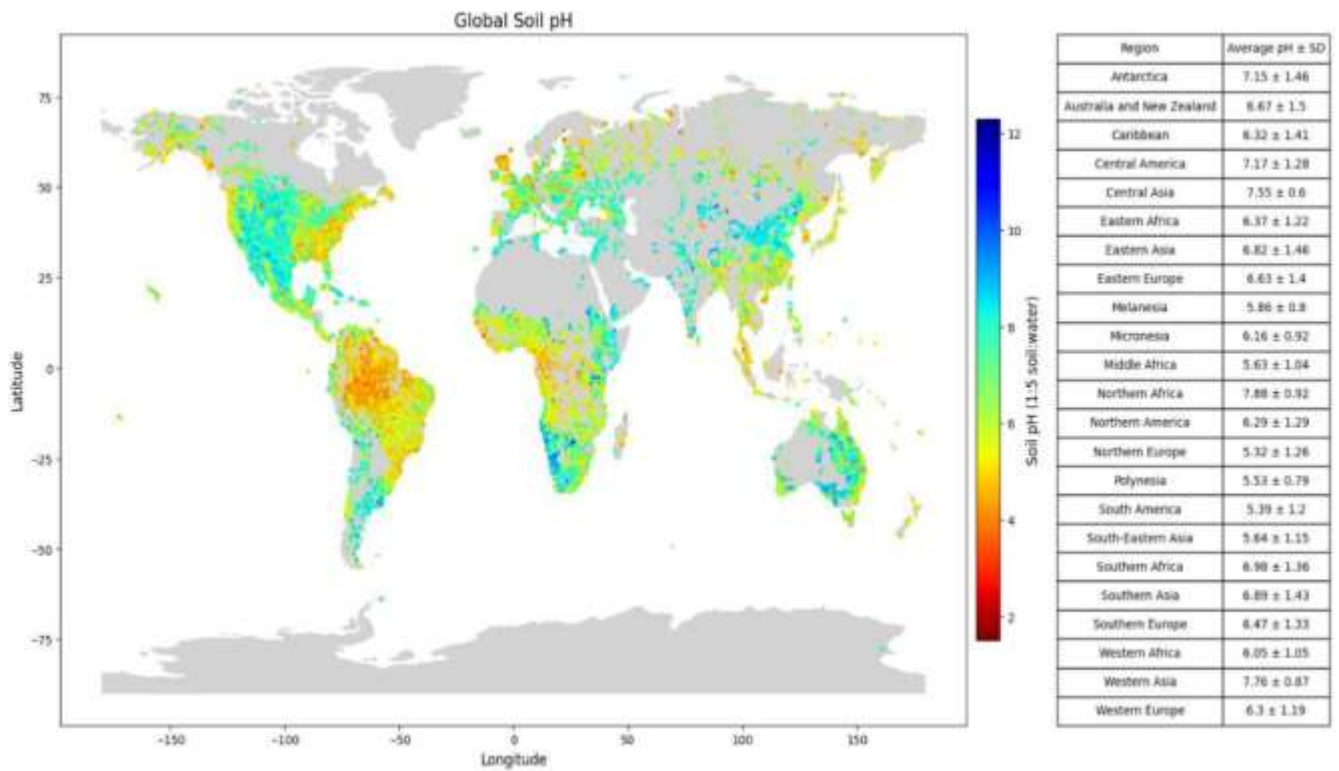 Global Soil pH
75
50
25
0
−25
−50
−75
Latitude
−150
−100
−50
0
50
100
150
Longitude
12
10
8
6
4
2
Soil pH (1:5 soil:water)
Region Average pH ± SD
Antarctica 7.15 ± 1.46
Australia and New Zealand 6.67 ± 1.5
Caribbean 6.32 ± 1.41
Central America 7.17 ± 1.28
Central Asia 7.55 ± 0.6
Eastern Africa 6.37 ± 1.22
Eastern Asia 6.82 ± 1.46
Eastern Europe 6.63 ± 1.4
Melanesia 5.86 ± 0.8
Micronesia 6.16 ± 0.92
Middle Africa 5.63 ± 1.04
Northern Africa 7.88 ± 0.92
Northern America 6.29 ± 1.29
Northern Europe 5.32 ± 1.26
Polynesia 5.53 ± 0.79
South America 5.39 ± 1.2
South-Eastern Asia 5.64 ± 1.15
Southern Africa 6.98 ± 1.36
Southern Asia 6.89 ± 1.43
Southern Europe 6.47 ± 1.33
Western Africa 6.05 ± 1.05
Western Asia 7.76 ± 0.87
Western Europe 6.3 ± 1.19